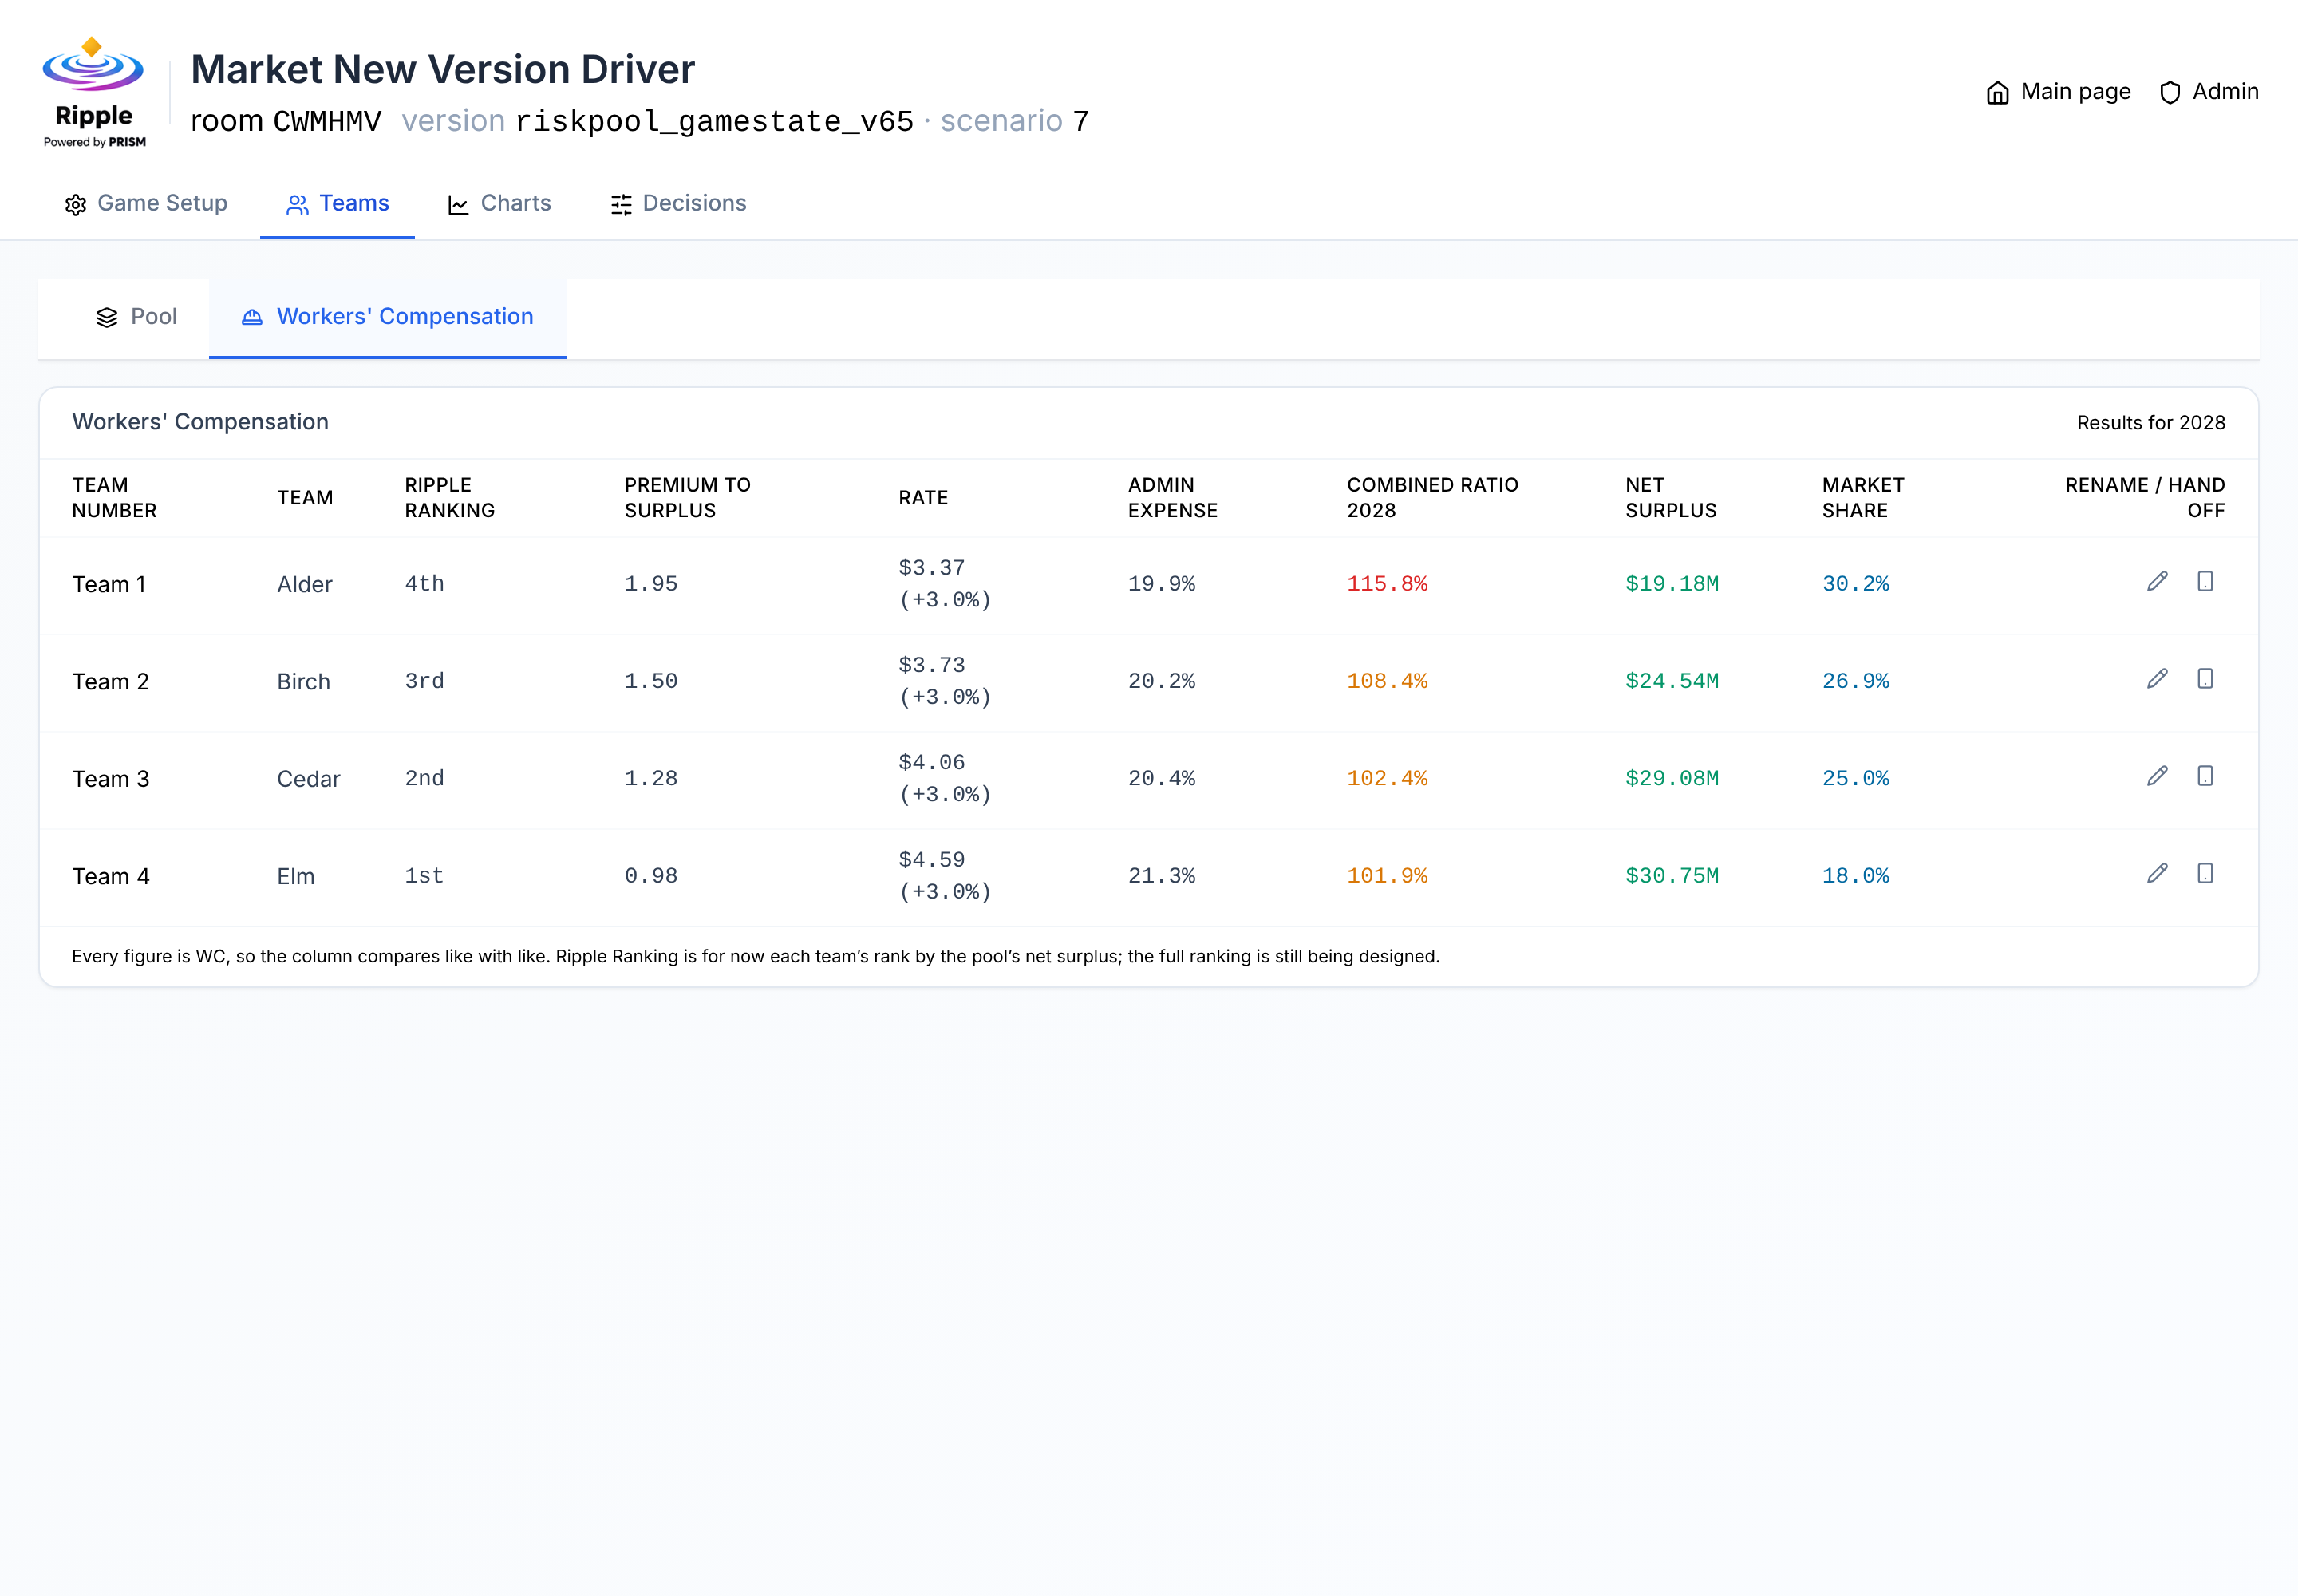 Ripple
Powered by PRISM
Market New Version Driver
room CWMHMV version riskpool_gamestate_v65 · scenario 7
Main page
Admin
Game Setup
Teams
Charts
Decisions
Pool
Workers' Compensation
Workers' Compensation
Results for 2028
TEAM NUMBER
TEAM
RIPPLE RANKING
PREMIUM TO SURPLUS
RATE
ADMIN EXPENSE
COMBINED RATIO 2028
NET SURPLUS
MARKET SHARE
RENAME / HAND OFF
Team 1 Alder 4th 1.95 $3.37 (+3.0%) 19.9% 115.8% $19.18M 30.2%
Team 2 Birch 3rd 1.50 $3.73 (+3.0%) 20.2% 108.4% $24.54M 26.9%
Team 3 Cedar 2nd 1.28 $4.06 (+3.0%) 20.4% 102.4% $29.08M 25.0%
Team 4 Elm 1st 0.98 $4.59 (+3.0%) 21.3% 101.9% $30.75M 18.0%
Every figure is WC, so the column compares like with like. Ripple Ranking is for now each team’s rank by the pool’s net surplus; the full ranking is still being designed.